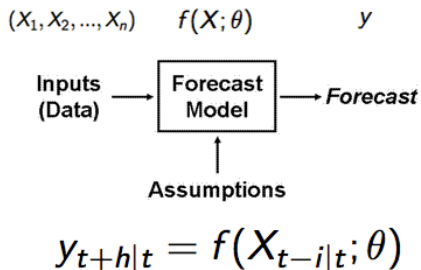 (X₁, X₂, ..., Xₙ) f(X; θ) y
Inputs (Data) Forecast Model Forecast
Assumptions
yₜ₊ₕ|ₜ = f(Xₜ₋ᵢ|ₜ; θ)